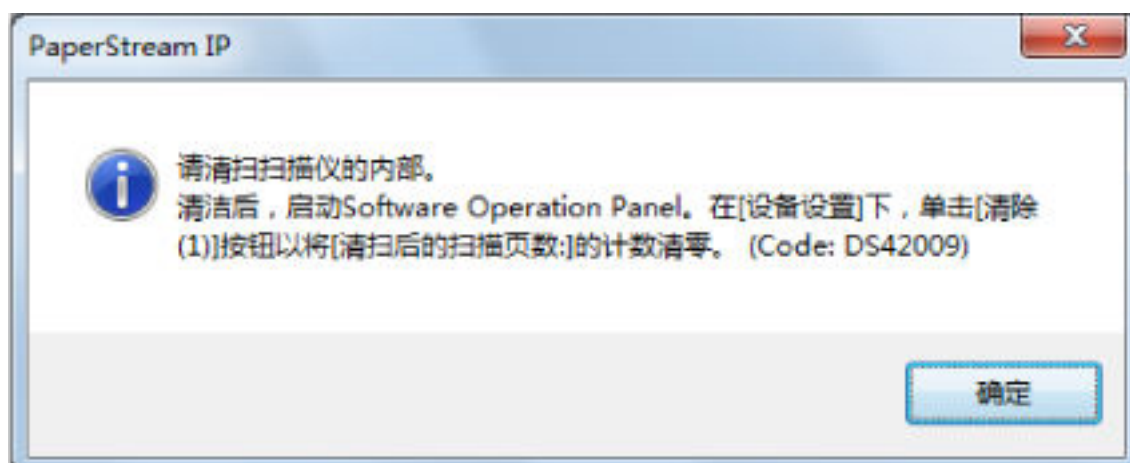 PaperStream IP
请清扫扫描仪的内部。
清洁后，启动Software Operation Panel。在[设备设置]下，单击[清除
(1)]按钮以将[清扫后的扫描页数:]的计数清零。 (Code: DS42009)
确定